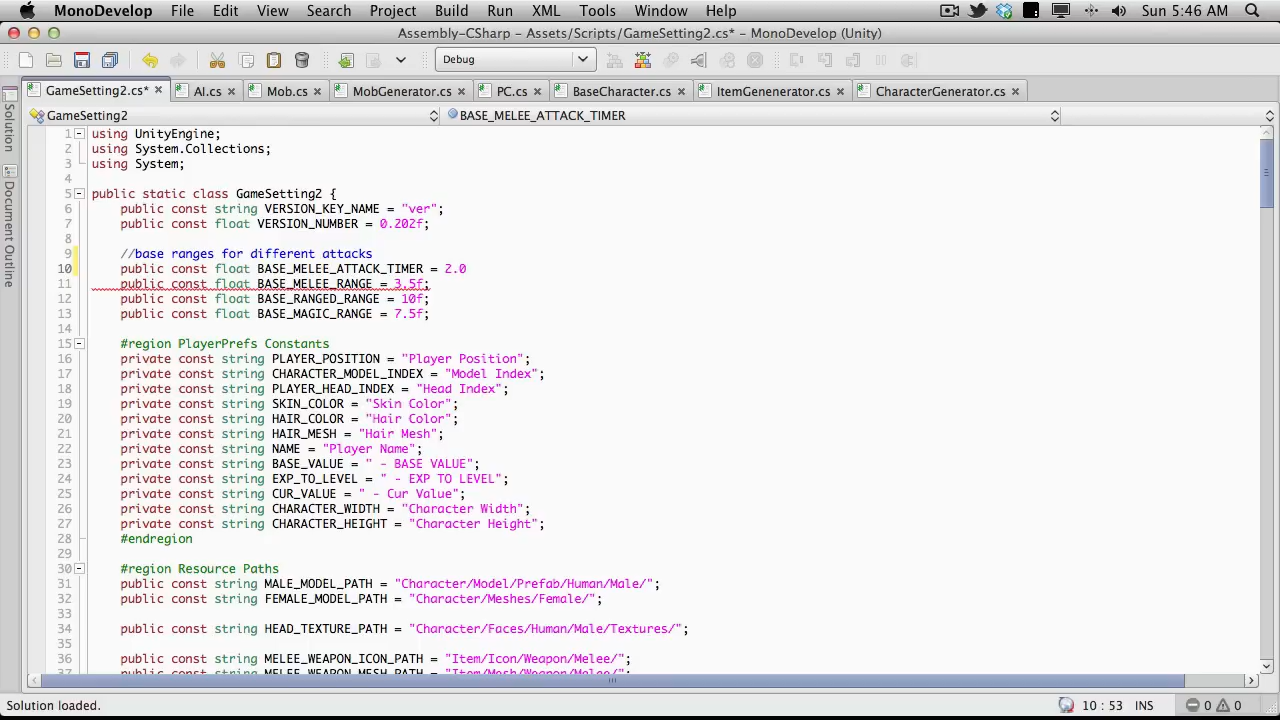 MonoDevelop File Edit View Search Project Build Run XML Tools Window Help Sun 5:46 AM
Assembly-CSharp - Assets/Scripts/GameSetting2.cs* - MonoDevelop (Unity)
Debug
GameSetting2.cs* AI.cs Mob.cs MobGenerator.cs PC.cs BaseCharacter.cs ItemGenenerator.cs CharacterGenerator.cs
GameSetting2 BASE_MELEE_ATTACK_TIMER
Solution
Document Outline
1 using UnityEngine;
2 using System.Collections;
3 using System;
4
5 public static class GameSetting2 {
6 public const string VERSION_KEY_NAME = "ver";
7 public const float VERSION_NUMBER = 0.202f;
8
9 //base ranges for different attacks
10 public const float BASE_MELEE_ATTACK_TIMER = 2.0
11 public const float BASE_MELEE_RANGE = 3.5f;
12 public const float BASE_RANGED_RANGE = 10f;
13 public const float BASE_MAGIC_RANGE = 7.5f;
14
15 #region PlayerPrefs Constants
16 private const string PLAYER_POSITION = "Player Position";
17 private const string CHARACTER_MODEL_INDEX = "Model Index";
18 private const string PLAYER_HEAD_INDEX = "Head Index";
19 private const string SKIN_COLOR = "Skin Color";
20 private const string HAIR_COLOR = "Hair Color";
21 private const string HAIR_MESH = "Hair Mesh";
22 private const string NAME = "Player Name";
23 private const string BASE_VALUE = " - BASE VALUE";
24 private const string EXP_TO_LEVEL = " - EXP TO LEVEL";
25 private const string CUR_VALUE = " - Cur Value";
26 private const string CHARACTER_WIDTH = "Character Width";
27 private const string CHARACTER_HEIGHT = "Character Height";
28 #endregion
29
30 #region Resource Paths
31 public const string MALE_MODEL_PATH = "Character/Model/Prefab/Human/Male/";
32 public const string FEMALE_MODEL_PATH = "Character/Meshes/Female/";
33
34 public const string HEAD_TEXTURE_PATH = "Character/Faces/Human/Male/Textures/";
35
36 public const string MELEE_WEAPON_ICON_PATH = "Item/Icon/Weapon/Melee/";
37 public const string MELEE_WEAPON_MESH_PATH = "Item/Mesh/Weapon/Melee/";
Solution loaded. 10 : 53 INS 0 0